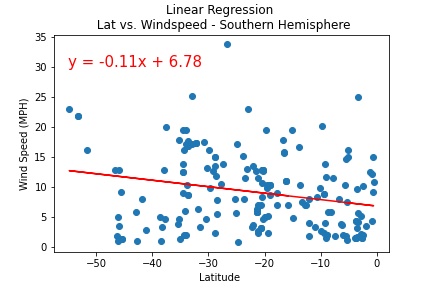 Linear Regression
Lat vs. Windspeed - Southern Hemisphere
y = -0.11x + 6.78
35
30
25
20
15
10
5
0
Wind Speed (MPH)
−50 −40 −30 −20 −10 0
Latitude